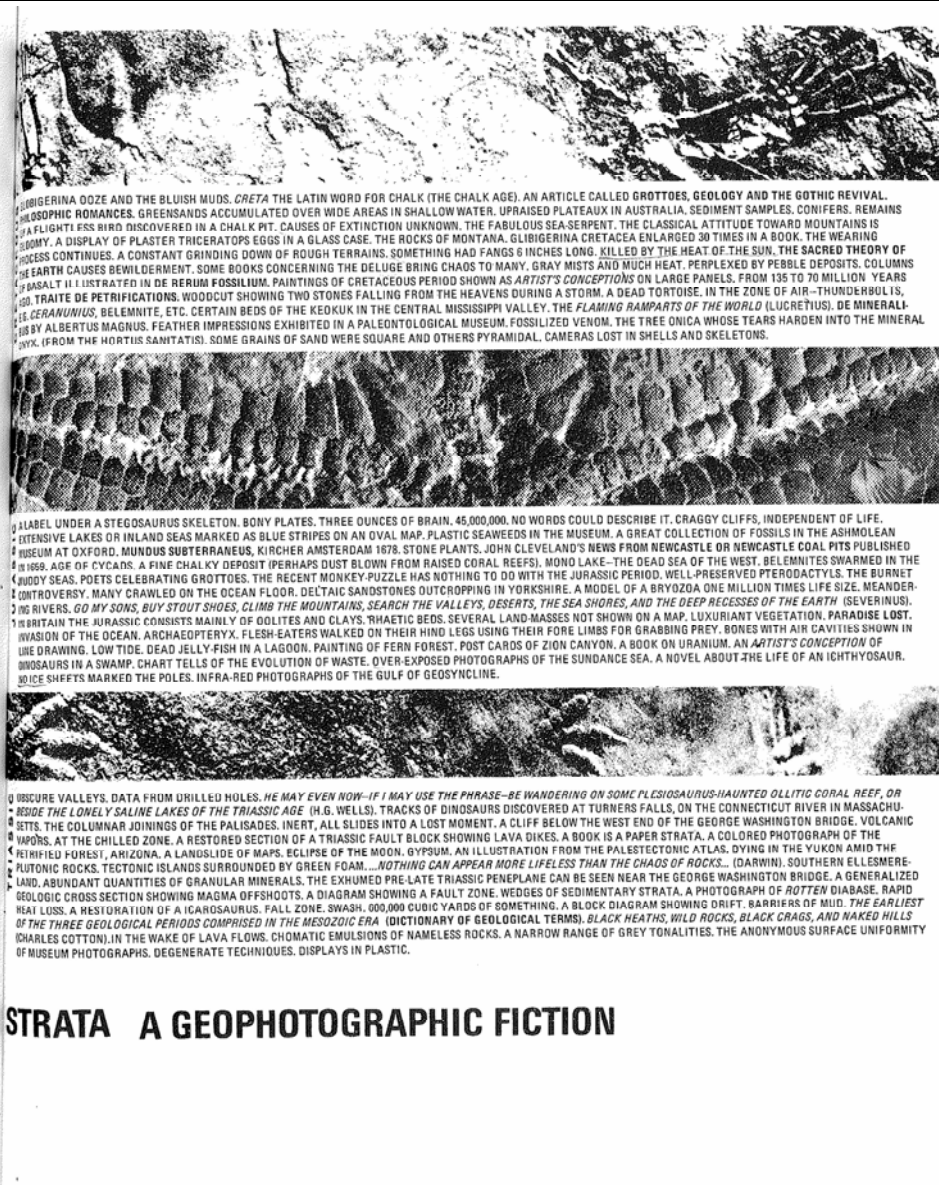 GLOBIGERINA OOZE AND THE BLUISH MUDS. CRETA THE LATIN WORD FOR CHALK (THE CHALK AGE). AN ARTICLE CALLED GROTTOES, GEOLOGY AND THE GOTHIC REVIVAL.
PHILOSOPHIC ROMANCES. GREENSANDS ACCUMULATED OVER WIDE AREAS IN SHALLOW WATER. UPRAISED PLATEAUX IN AUSTRALIA. SEDIMENT SAMPLES. CONIFERS. REMAINS
OF A FLIGHTLESS BIRD DISCOVERED IN A CHALK PIT. CAUSES OF EXTINCTION UNKNOWN. THE FABULOUS SEA-SERPENT. THE CLASSICAL ATTITUDE TOWARD MOUNTAINS IS
GLOOMY. A DISPLAY OF PLASTER TRICERATOPS EGGS IN A GLASS CASE. THE ROCKS OF MONTANA. GLIBIGERINA CRETACEA ENLARGED 30 TIMES IN A BOOK. THE WEARING
PROCESS CONTINUES. A CONSTANT GRINDING DOWN OF ROUGH TERRAINS. SOMETHING HAD FANGS 6 INCHES LONG. KILLED BY THE HEAT OF THE SUN. THE SACRED THEORY OF
THE EARTH CAUSES BEWILDERMENT. SOME BOOKS CONCERNING THE DELUGE BRING CHAOS TO MANY. GRAY MISTS AND MUCH HEAT. PERPLEXED BY PEBBLE DEPOSITS. COLUMNS
OF BASALT ILLUSTRATED IN DE RERUM FOSSILIUM. PAINTINGS OF CRETACEOUS PERIOD SHOWN AS ARTIST'S CONCEPTIONS ON LARGE PANELS. FROM 135 TO 70 MILLION YEARS
AGO. TRAITE DE PETRIFICATIONS. WOODCUT SHOWING TWO STONES FALLING FROM THE HEAVENS DURING A STORM. A DEAD TORTOISE. IN THE ZONE OF AIR—THUNDERBOLTS,
EG. CERANUNIUS, BELEMNITE, ETC. CERTAIN BEDS OF THE KEOKUK IN THE CENTRAL MISSISSIPPI VALLEY. THE FLAMING RAMPARTS OF THE WORLD (LUCRETIUS). DE MINERALI-
BUS BY ALBERTUS MAGNUS. FEATHER IMPRESSIONS EXHIBITED IN A PALEONTOLOGICAL MUSEUM. FOSSILIZED VENOM. THE TREE ONICA WHOSE TEARS HARDEN INTO THE MINERAL
ONYX. (FROM THE HORTUS SANITATIS). SOME GRAINS OF SAND WERE SQUARE AND OTHERS PYRAMIDAL. CAMERAS LOST IN SHELLS AND SKELETONS.
A LABEL UNDER A STEGOSAURUS SKELETON. BONY PLATES. THREE OUNCES OF BRAIN. 45,000,000. NO WORDS COULD DESCRIBE IT. CRAGGY CLIFFS, INDEPENDENT OF LIFE.
EXTENSIVE LAKES OR INLAND SEAS MARKED AS BLUE STRIPES ON AN OVAL MAP. PLASTIC SEAWEEDS IN THE MUSEUM. A GREAT COLLECTION OF FOSSILS IN THE ASHMOLEAN
MUSEUM AT OXFORD. MUNDUS SUBTERRANEUS, KIRCHER AMSTERDAM 1678. STONE PLANTS. JOHN CLEVELAND'S NEWS FROM NEWCASTLE OR NEWCASTLE COAL PITS PUBLISHED
IN 1659. AGE OF CYCADS. A FINE CHALKY DEPOSIT (PERHAPS DUST BLOWN FROM RAISED CORAL REEFS). MONO LAKE—THE DEAD SEA OF THE WEST. BELEMNITES SWARMED IN THE
MUDDY SEAS. POETS CELEBRATING GROTTOES. THE RECENT MONKEY-PUZZLE HAS NOTHING TO DO WITH THE JURASSIC PERIOD. WELL-PRESERVED PTERODACTYLS. THE BURNET
CONTROVERSY. MANY CRAWLED ON THE OCEAN FLOOR. DELTAIC SANDSTONES OUTCROPPING IN YORKSHIRE. A MODEL OF A BRYOZOA ONE MILLION TIMES LIFE SIZE. MEANDER-
ING RIVERS. GO MY SONS, BUY STOUT SHOES, CLIMB THE MOUNTAINS, SEARCH THE VALLEYS, DESERTS, THE SEA SHORES, AND THE DEEP RECESSES OF THE EARTH (SEVERINUS).
IN BRITAIN THE JURASSIC CONSISTS MAINLY OF OOLITES AND CLAYS. RHAETIC BEDS. SEVERAL LAND-MASSES NOT SHOWN ON A MAP. LUXURIANT VEGETATION. PARADISE LOST.
INVASION OF THE OCEAN. ARCHAEOPTERYX. FLESH-EATERS WALKED ON THEIR HIND LEGS USING THEIR FORE LIMBS FOR GRABBING PREY. BONES WITH AIR CAVITIES SHOWN IN
LINE DRAWING. LOW TIDE. DEAD JELLY-FISH IN A LAGOON. PAINTING OF FERN FOREST. POST CARDS OF ZION CANYON. A BOOK ON URANIUM. AN ARTIST'S CONCEPTION OF
DINOSAURS IN A SWAMP. CHART TELLS OF THE EVOLUTION OF WASTE. OVER-EXPOSED PHOTOGRAPHS OF THE SUNDANCE SEA. A NOVEL ABOUT THE LIFE OF AN ICHTHYOSAUR.
NO ICE SHEETS MARKED THE POLES. INFRA-RED PHOTOGRAPHS OF THE GULF OF GEOSYNCLINE.
OBSCURE VALLEYS. DATA FROM DRILLED HOLES. HE MAY EVEN NOW—IF I MAY USE THE PHRASE—BE WANDERING ON SOME PLESIOSAURUS-HAUNTED OLLITIC CORAL REEF, OR
BESIDE THE LONELY SALINE LAKES OF THE TRIASSIC AGE (H.G. WELLS). TRACKS OF DINOSAURS DISCOVERED AT TURNERS FALLS, ON THE CONNECTICUT RIVER IN MASSACHU-
SETTS. THE COLUMNAR JOININGS OF THE PALISADES. INERT, ALL SLIDES INTO A LOST MOMENT. A CLIFF BELOW THE WEST END OF THE GEORGE WASHINGTON BRIDGE. VOLCANIC
VAPORS. AT THE CHILLED ZONE. A RESTORED SECTION OF A TRIASSIC FAULT BLOCK SHOWING LAVA DIKES. A BOOK IS A PAPER STRATA. A COLORED PHOTOGRAPH OF THE
PETRIFIED FOREST, ARIZONA. A LANDSLIDE OF MAPS. ECLIPSE OF THE MOON. GYPSUM. AN ILLUSTRATION FROM THE PALESTECTONIC ATLAS. DYING IN THE YUKON AMID THE
PLUTONIC ROCKS. TECTONIC ISLANDS SURROUNDED BY GREEN FOAM. ...NOTHING CAN APPEAR MORE LIFELESS THAN THE CHAOS OF ROCKS... (DARWIN). SOUTHERN ELLESMERE-
LAND. ABUNDANT QUANTITIES OF GRANULAR MINERALS. THE EXHUMED PRE-LATE TRIASSIC PENEPLANE CAN BE SEEN NEAR THE GEORGE WASHINGTON BRIDGE. A GENERALIZED
GEOLOGIC CROSS SECTION SHOWING MAGMA OFFSHOOTS. A DIAGRAM SHOWING A FAULT ZONE. WEDGES OF SEDIMENTARY STRATA. A PHOTOGRAPH OF ROTTEN DIABASE. RAPID
HEAT LOSS. A RESTORATION OF A ICAROSAURUS. FALL ZONE. SWASH. 000,000 CUBIC YARDS OF SOMETHING. A BLOCK DIAGRAM SHOWING DRIFT. BARRIERS OF MUD. THE EARLIEST
OF THE THREE GEOLOGICAL PERIODS COMPRISED IN THE MESOZOIC ERA (DICTIONARY OF GEOLOGICAL TERMS). BLACK HEATHS, WILD ROCKS, BLACK CRAGS, AND NAKED HILLS
(CHARLES COTTON).IN THE WAKE OF LAVA FLOWS. CHOMATIC EMULSIONS OF NAMELESS ROCKS. A NARROW RANGE OF GREY TONALITIES. THE ANONYMOUS SURFACE UNIFORMITY
OF MUSEUM PHOTOGRAPHS. DEGENERATE TECHNIQUES. DISPLAYS IN PLASTIC.
STRATA A GEOPHOTOGRAPHIC FICTION